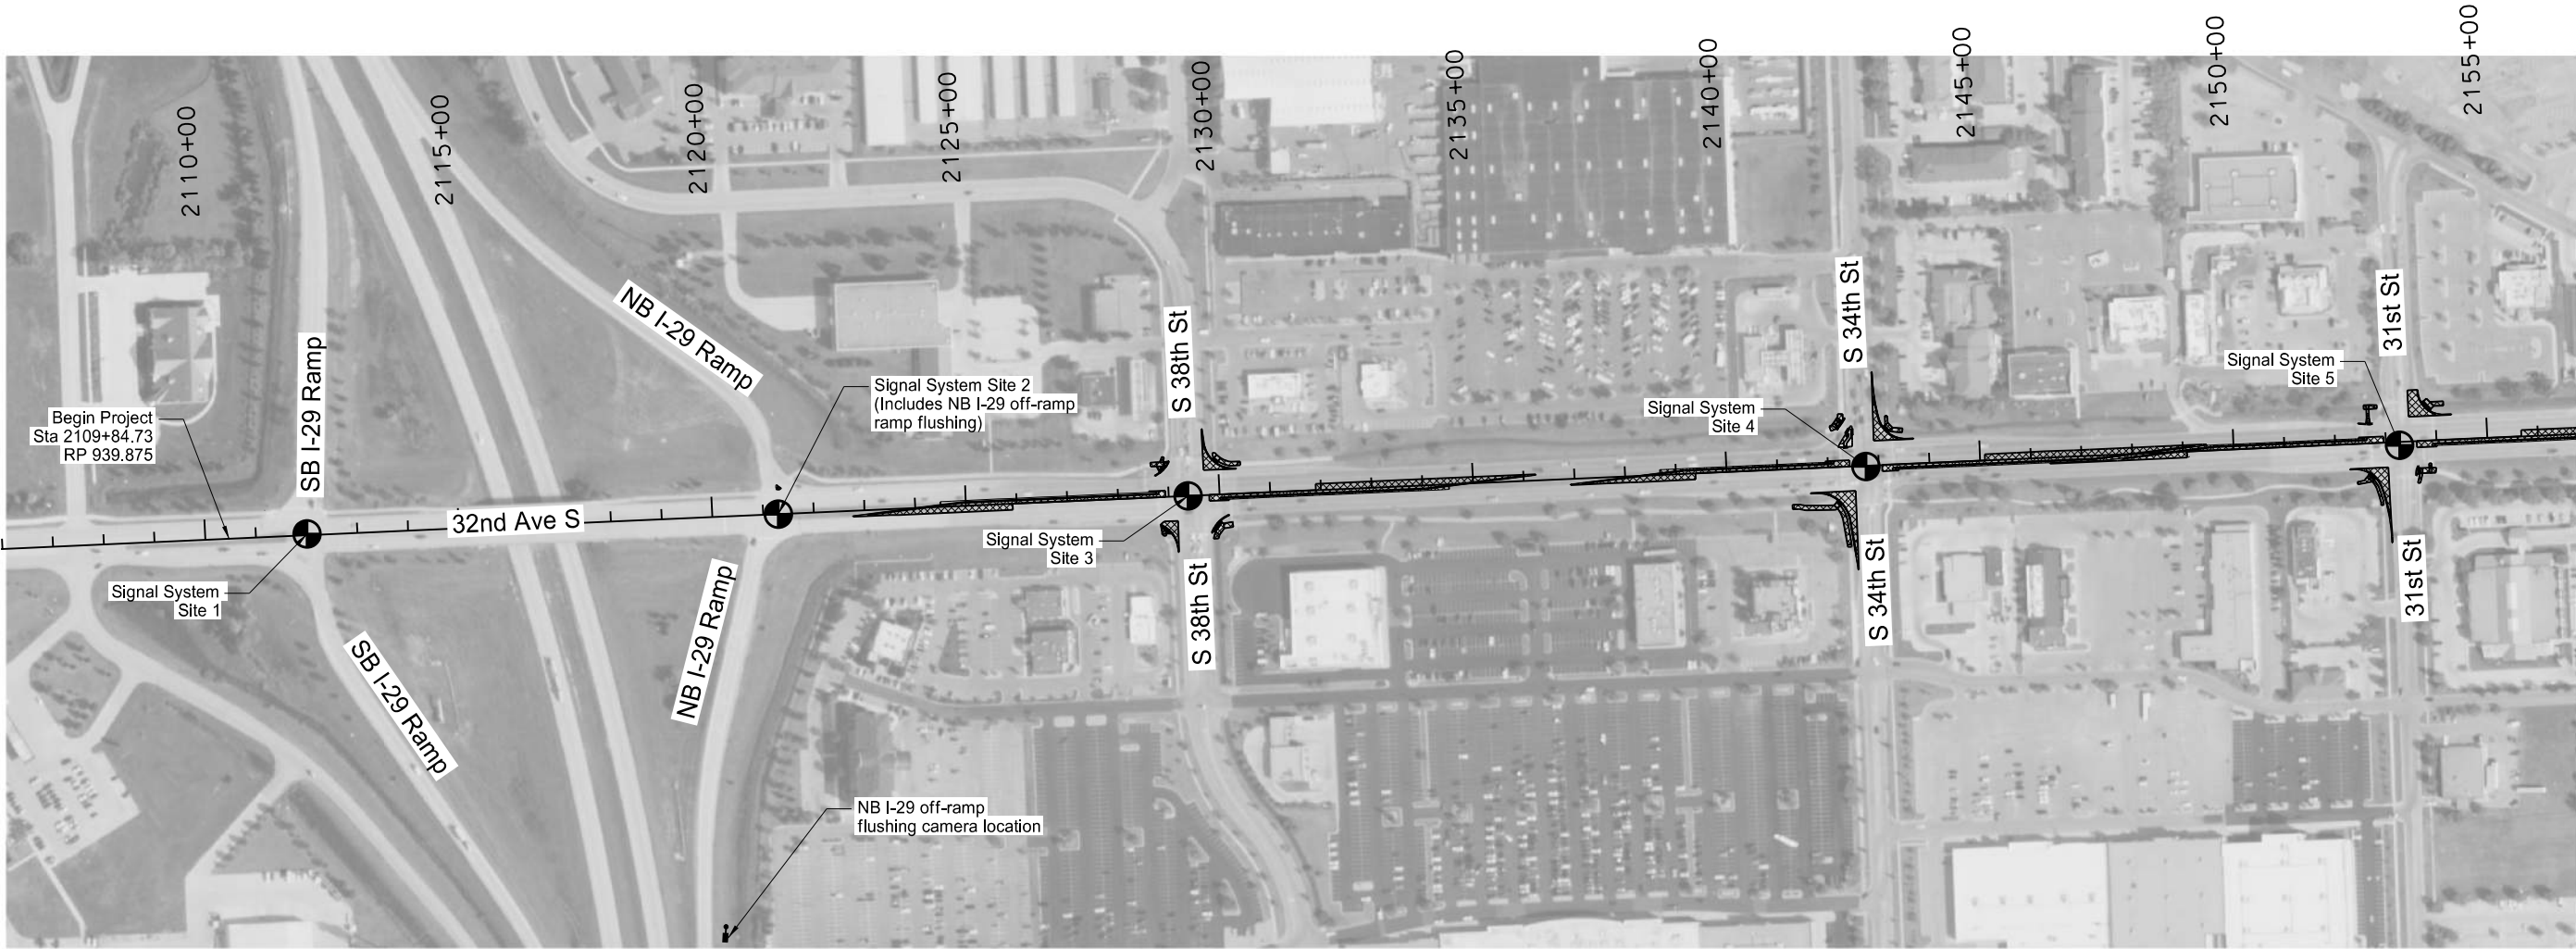 2110+00
2115+00
2120+00
2125+00
2130+00
2135+00
2140+00
2145+00
2150+00
2155+00
Begin Project
Sta 2109+84.73
RP 939.875
SB I-29 Ramp
NB I-29 Ramp
Signal System Site 2
(Includes NB I-29 off-ramp
ramp flushing)
S 38th St
Signal System
Site 4
S 34th St
Signal System
Site 5
31st St
32nd Ave S
Signal System
Site 1
SB I-29 Ramp
NB I-29 Ramp
Signal System
Site 3
S 38th St
S 34th St
31st St
NB I-29 off-ramp
flushing camera location